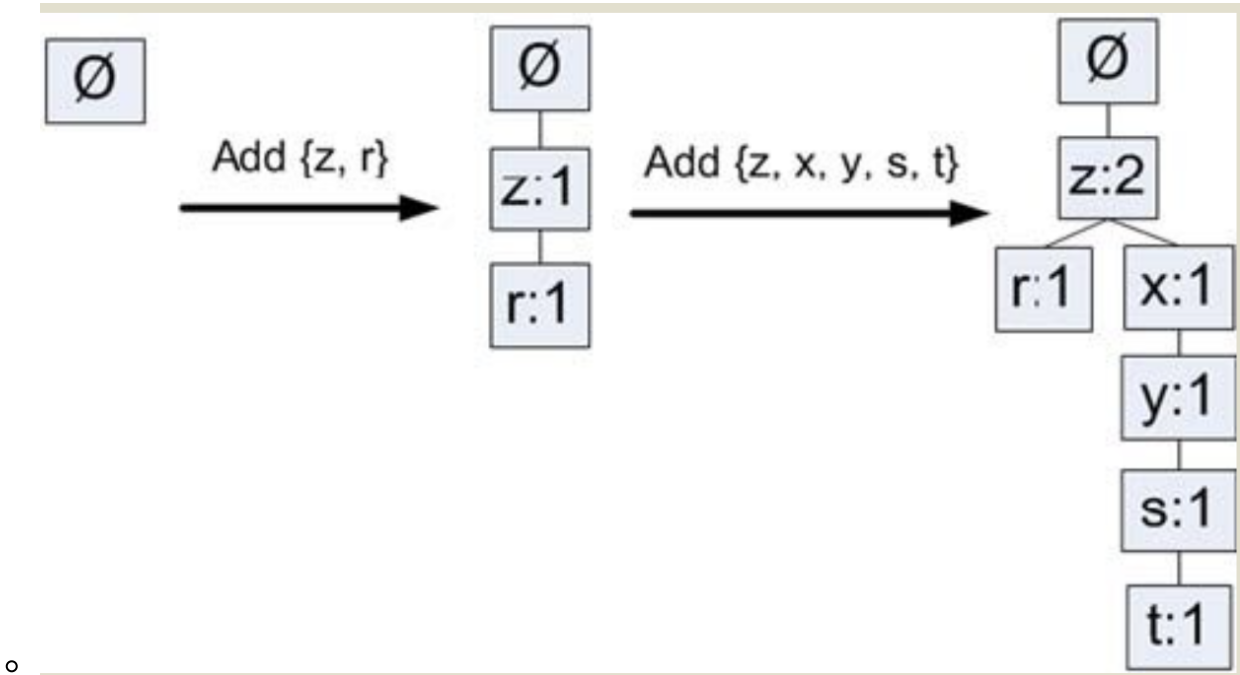 Ø
Add {z, r}
Ø
z:1
r:1
Add {z, x, y, s, t}
Ø
z:2
r:1
x:1
y:1
s:1
t:1